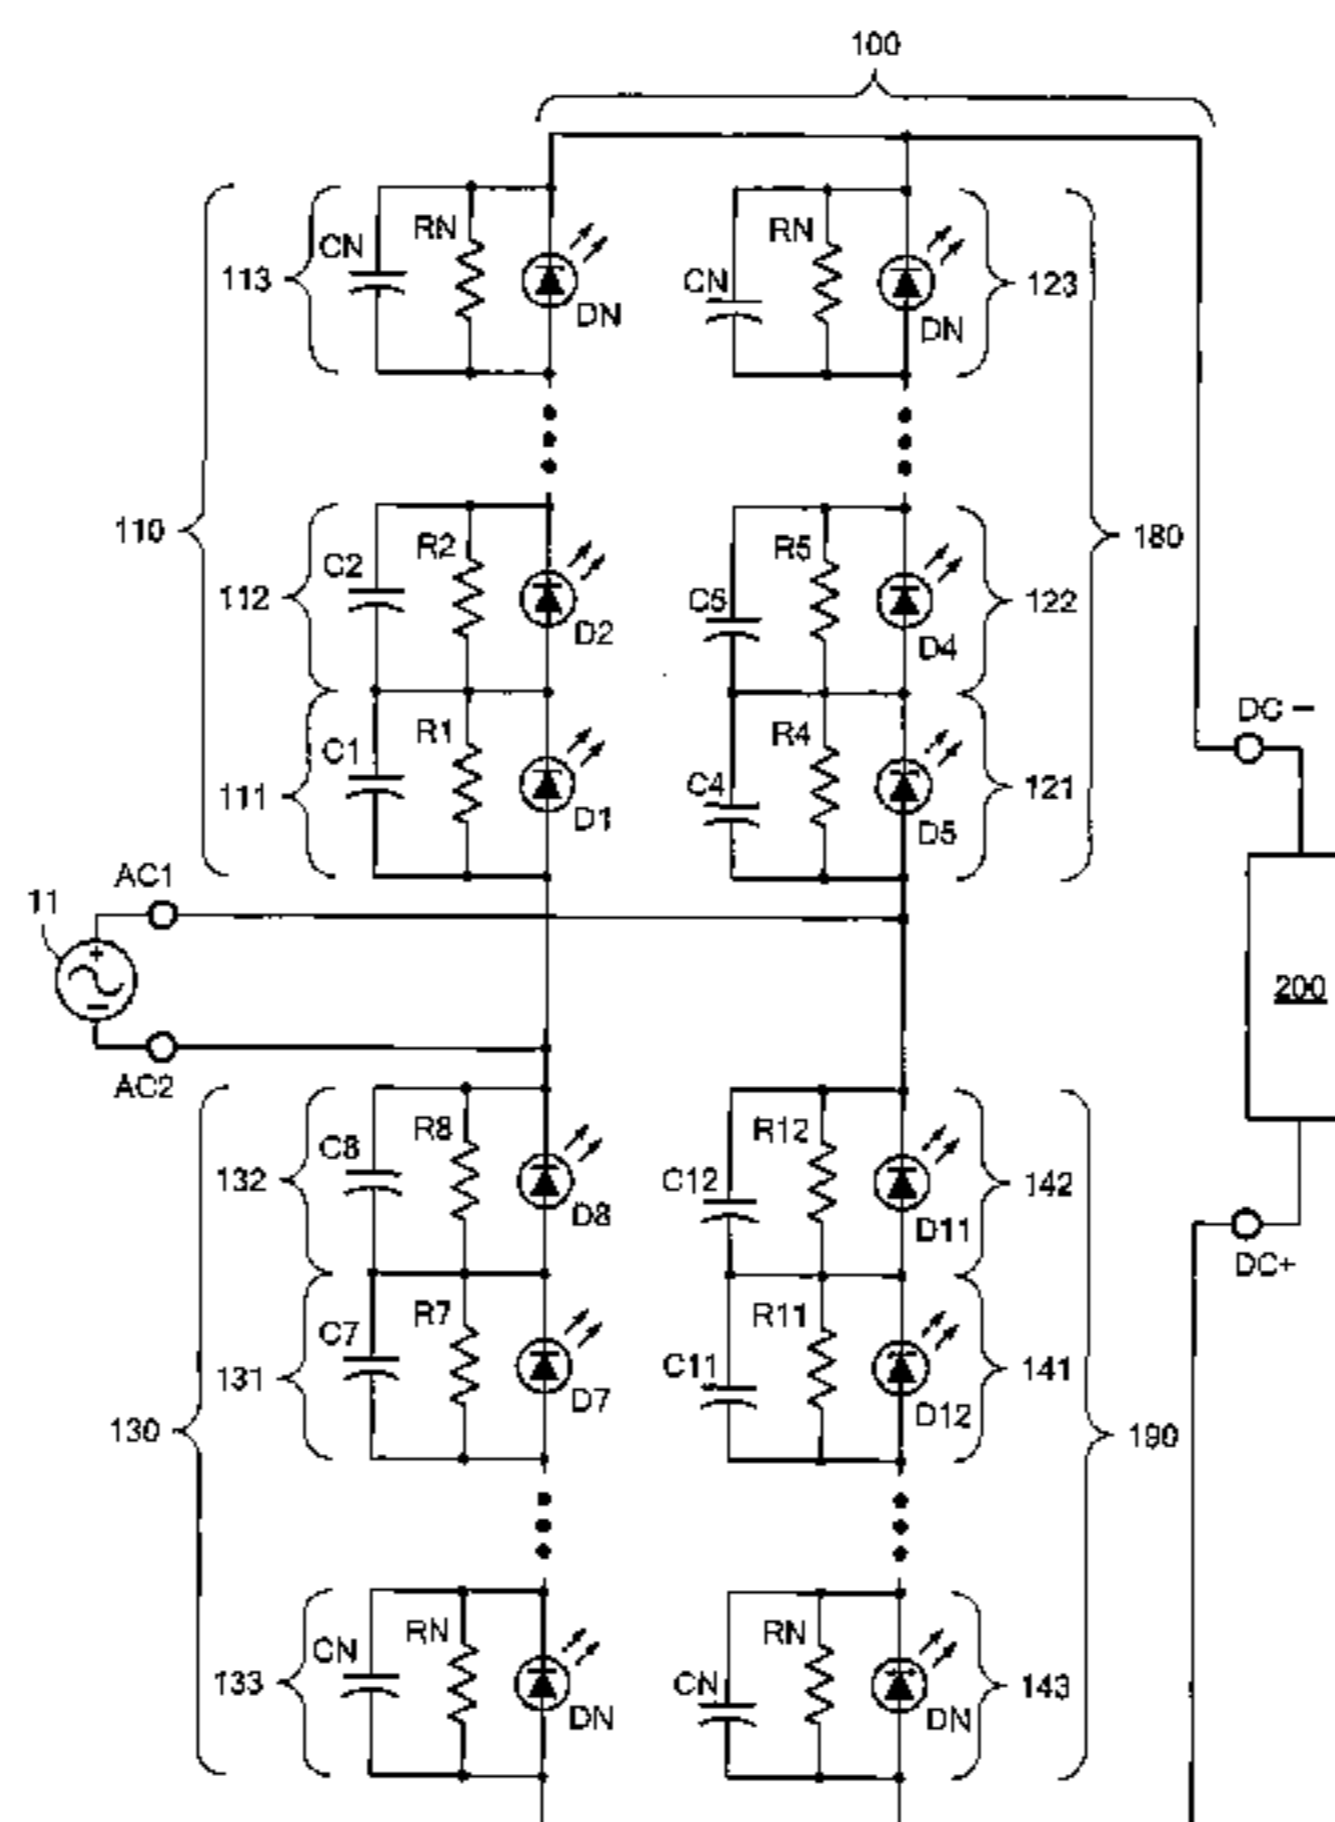 100
113
CN
RN
DN
CN
RN
DN
123
110
112
C2
R2
D2
C5
R5
D4
122
180
111
C1
R1
D1
C4
R4
D5
121
DC −
11
AC1
+
−
AC2
200
DC+
132
C8
R8
D8
C12
R12
D11
142
130
131
C7
R7
D7
C11
R11
D12
141
190
133
CN
RN
DN
CN
RN
DN
143